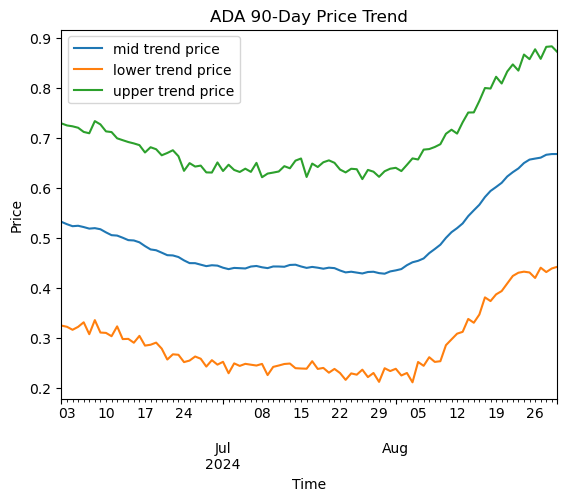 ADA 90-Day Price Trend
mid trend price
lower trend price
upper trend price
0.9
0.8
0.7
0.6
0.5
0.4
0.3
0.2
Price
03 10 17 24 08 15 22 29 05 12 19 26
Jul Aug
2024
Time